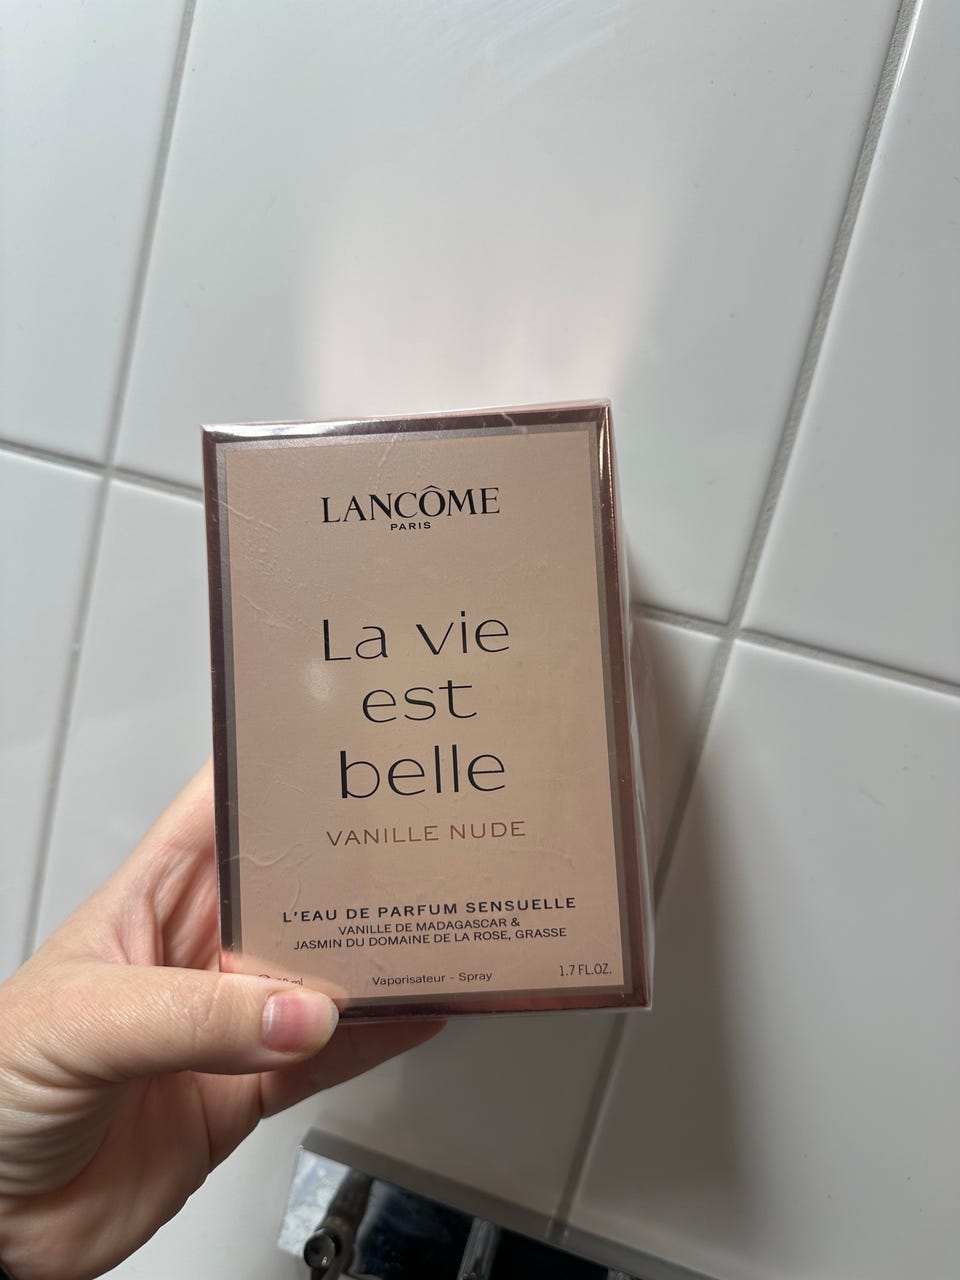 LANCÔME
PARIS
La vie
est
belle
VANILLE NUDE
L'EAU DE PARFUM SENSUELLE
VANILLE DE MADAGASCAR &
JASMIN DU DOMAINE DE LA ROSE, GRASSE
ml Vaporisateur - Spray 1.7 FL.OZ.